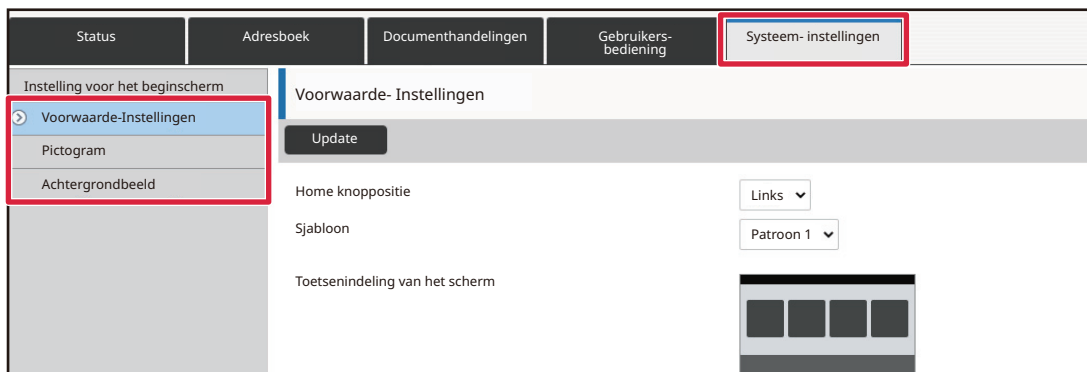 Status
Adresboek
Documenthandelingen
Gebruikers-
bediening
Systeem- instellingen
Instelling voor het beginscherm
Voorwaarde-Instellingen
Pictogram
Achtergrondbeeld
Voorwaarde- Instellingen
Update
Home knoppositie
Links
Sjabloon
Patroon 1
Toetsenindeling van het scherm